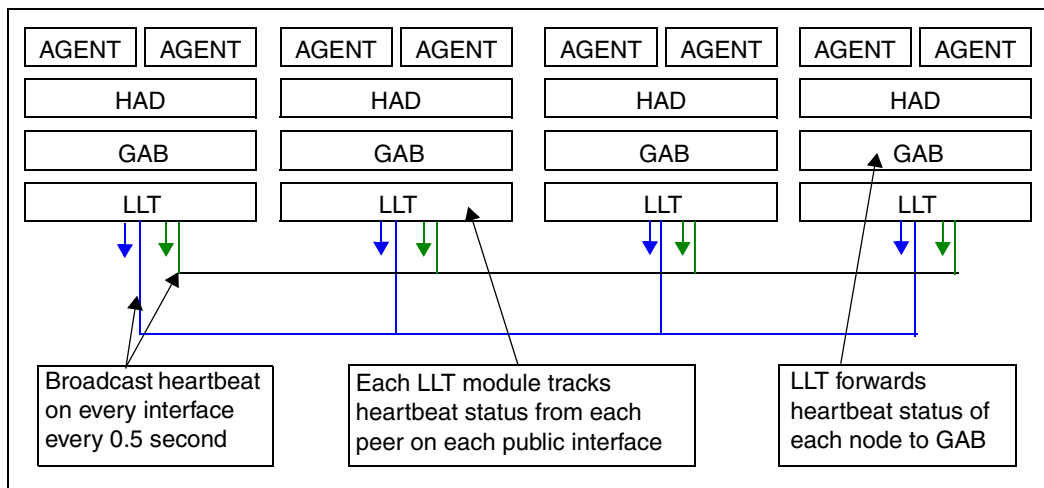 AGENT AGENT AGENT AGENT AGENT AGENT AGENT AGENT
HAD HAD HAD HAD
GAB GAB GAB GAB
LLT LLT LLT LLT
Broadcast heartbeat
on every interface
every 0.5 second
Each LLT module tracks
heartbeat status from each
peer on each public interface
LLT forwards
heartbeat status of
each node to GAB